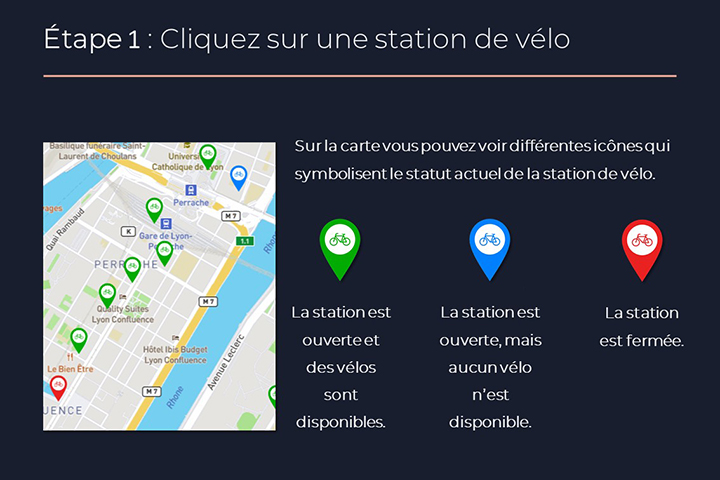 Étape 1 : Cliquez sur une station de vélo
Sur la carte vous pouvez voir différentes icônes qui
symbolisent le statut actuel de la station de vélo.
Basilique funéraire Saint-
Laurent de Choulans
Univers
Catholique de Lyon
Perrache
M 7
ayages
Quai Rambaud
K
Gare de Lyon-
Perrache
1.1
Rhône
PERRACHE
Quality Suites
Lyon Confluence
M 7
Hôtel Ibis Budget
Lyon Confluence
Le Bien Être
Avenue Leclerc
M 7
Rhône
UENCE
La station est
ouverte et
des vélos
sont
disponibles.
La station est
ouverte, mais
aucun vélo
n'est
disponible.
La station
est fermée.